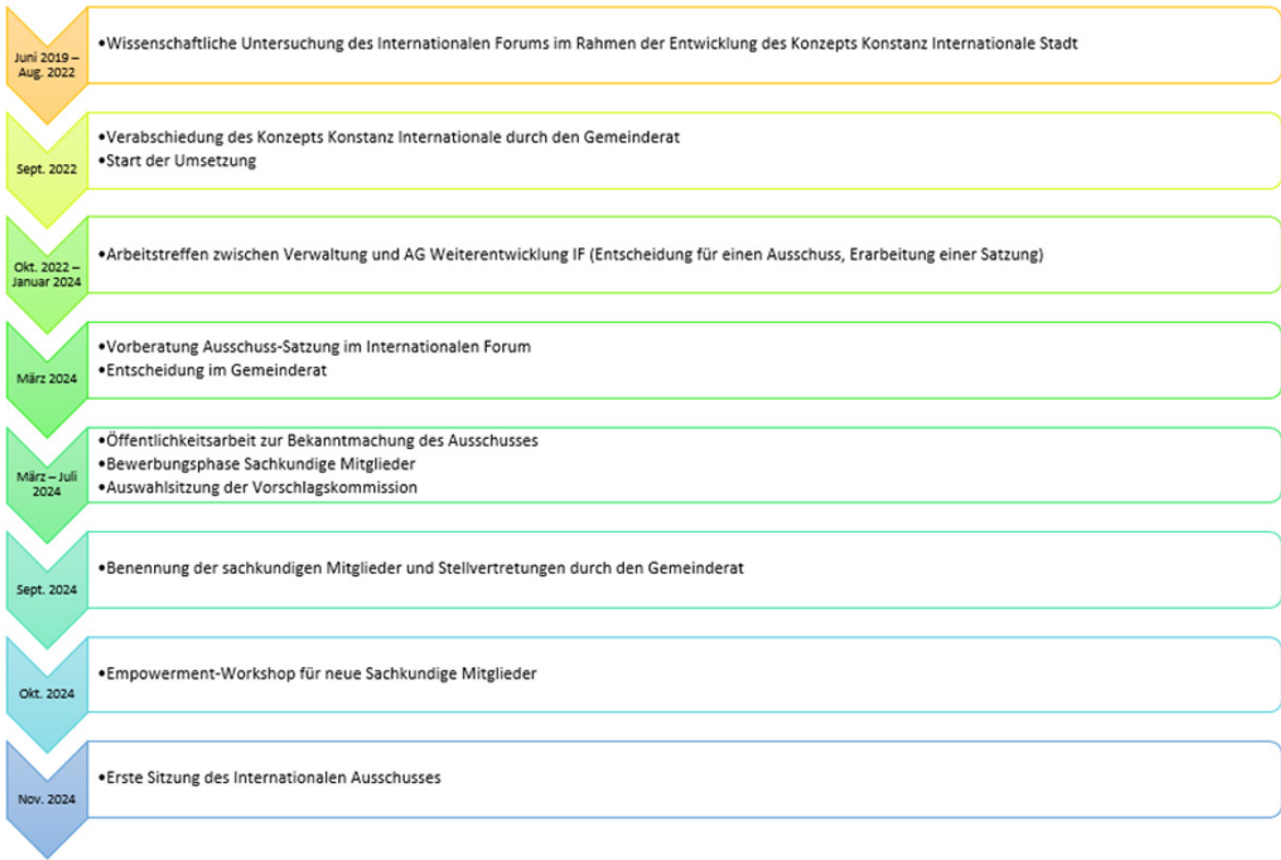 Juni 2019 –
Aug. 2022
•Wissenschaftliche Untersuchung des Internationalen Forums im Rahmen der Entwicklung des Konzepts Konstanz Internationale Stadt
Sept. 2022
•Verabschiedung des Konzepts Konstanz Internationale durch den Gemeinderat
•Start der Umsetzung
Okt. 2022 –
Januar 2024
•Arbeitstreffen zwischen Verwaltung und AG Weiterentwicklung IF (Entscheidung für einen Ausschuss, Erarbeitung einer Satzung)
März 2024
•Vorberatung Ausschuss-Satzung im Internationalen Forum
•Entscheidung im Gemeinderat
März – Juli
2024
•Öffentlichkeitsarbeit zur Bekanntmachung des Ausschusses
•Bewerbungsphase Sachkundige Mitglieder
•Auswahlsitzung der Vorschlagskommission
Sept. 2024
•Benennung der sachkundigen Mitglieder und Stellvertretungen durch den Gemeinderat
Okt. 2024
•Empowerment-Workshop für neue Sachkundige Mitglieder
Nov. 2024
•Erste Sitzung des Internationalen Ausschusses